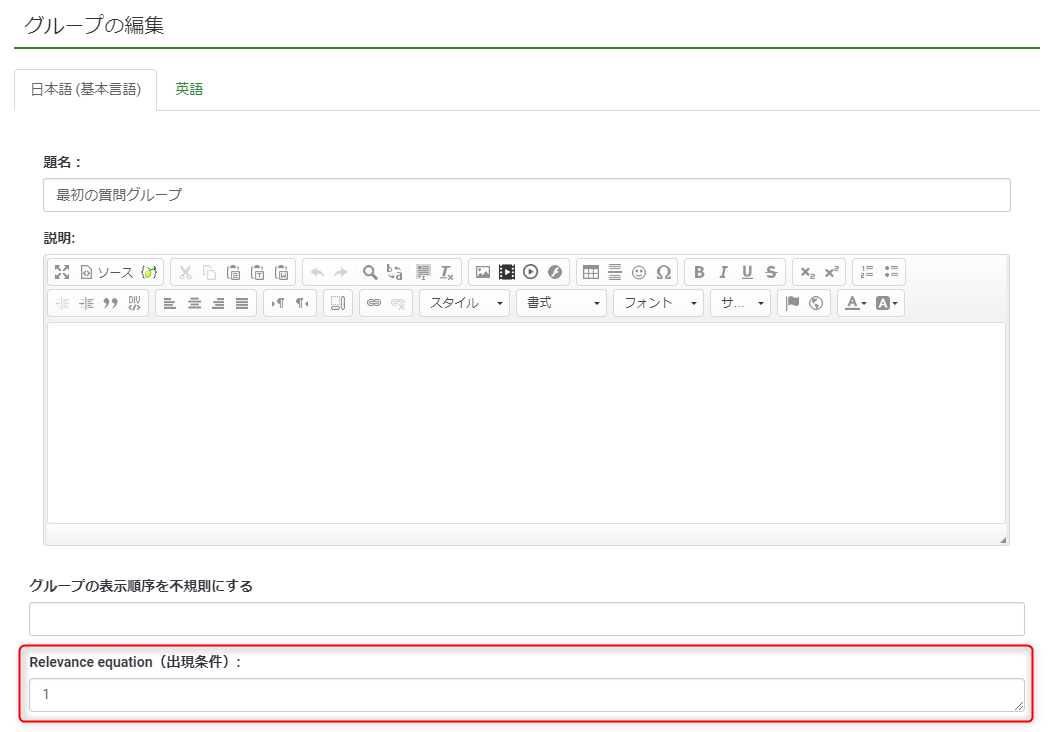 グループの編集
日本語 (基本言語) 英語
題名 :
最初の質問グループ
説明:
ソース
スタイル 書式 フォント サ...
グループの表示順序を不規則にする
Relevance equation（出現条件）:
1